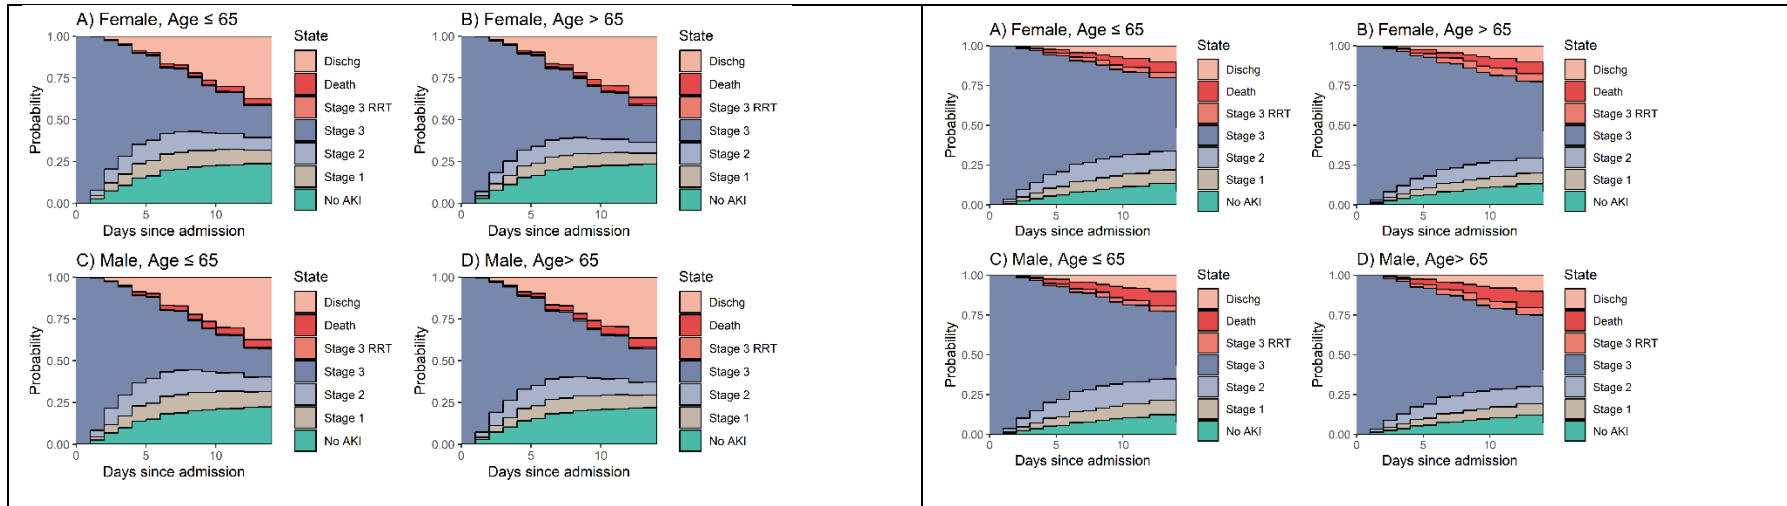 A) Female, Age ≤ 65
State
1.00
0.75
0.50
0.25
0.00
Probability
0
5
10
Days since admission
Dischg
Death
Stage 3 RRT
Stage 3
Stage 2
Stage 1
No AKI
B) Female, Age > 65
State
1.00
0.75
0.50
0.25
0.00
Probability
0
5
10
Days since admission
Dischg
Death
Stage 3 RRT
Stage 3
Stage 2
Stage 1
No AKI
C) Male, Age ≤ 65
State
1.00
0.75
0.50
0.25
0.00
Probability
0
5
10
Days since admission
Dischg
Death
Stage 3 RRT
Stage 3
Stage 2
Stage 1
No AKI
D) Male, Age> 65
State
1.00
0.75
0.50
0.25
0.00
Probability
0
5
10
Days since admission
Dischg
Death
Stage 3 RRT
Stage 3
Stage 2
Stage 1
No AKI
A) Female, Age ≤ 65
State
1.00
0.75
0.50
0.25
0.00
Probability
0
5
10
Days since admission
Dischg
Death
Stage 3 RRT
Stage 3
Stage 2
Stage 1
No AKI
B) Female, Age > 65
State
1.00
0.75
0.50
0.25
0.00
Probability
0
5
10
Days since admission
Dischg
Death
Stage 3 RRT
Stage 3
Stage 2
Stage 1
No AKI
C) Male, Age ≤ 65
State
1.00
0.75
0.50
0.25
0.00
Probability
0
5
10
Days since admission
Dischg
Death
Stage 3 RRT
Stage 3
Stage 2
Stage 1
No AKI
D) Male, Age> 65
State
1.00
0.75
0.50
0.25
0.00
Probability
0
5
10
Days since admission
Dischg
Death
Stage 3 RRT
Stage 3
Stage 2
Stage 1
No AKI